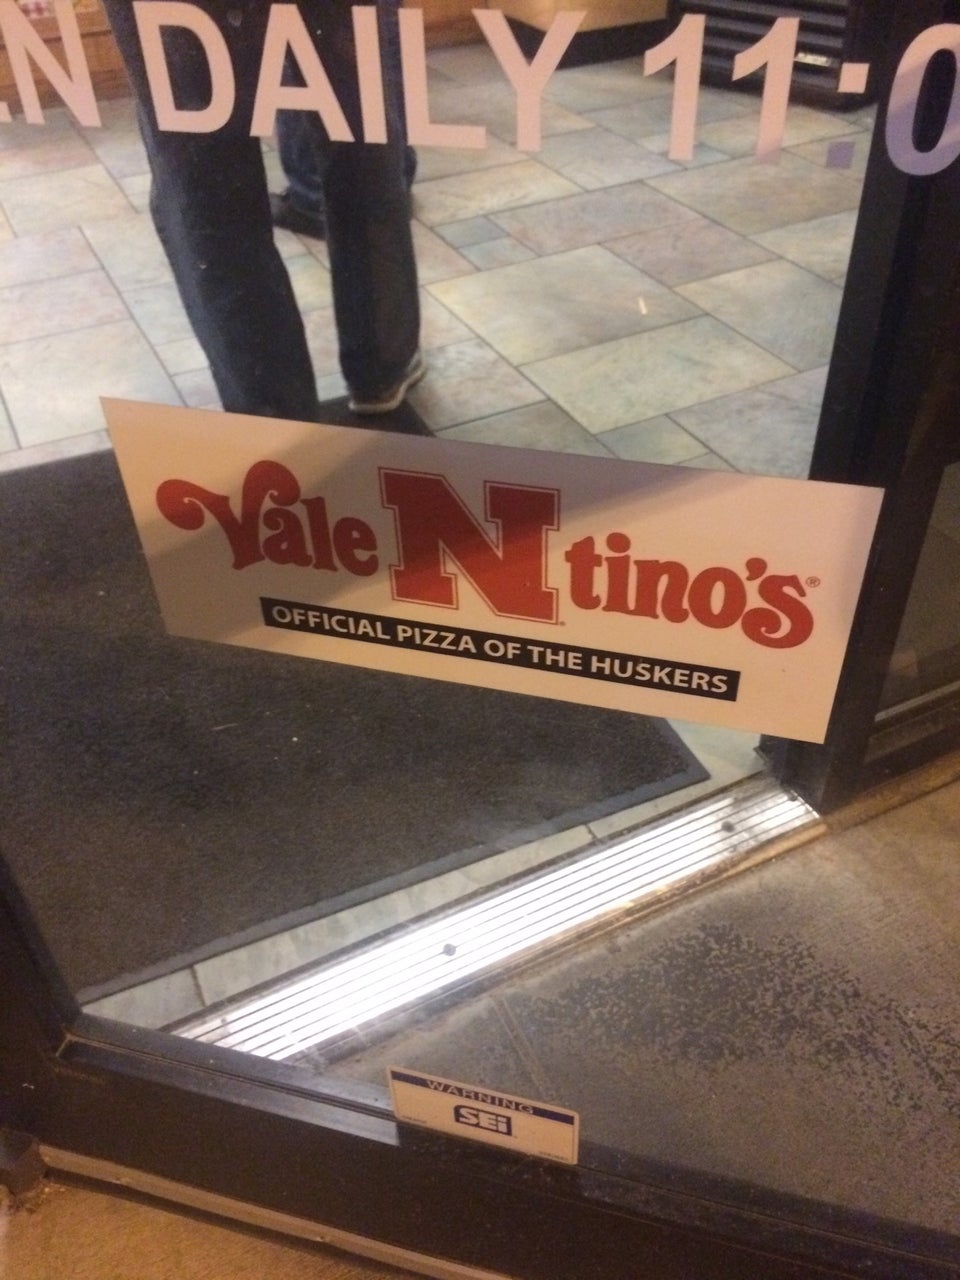 DAILY 11:0
ValeNtino's®
OFFICIAL PIZZA OF THE HUSKERS
WARNING
SEi